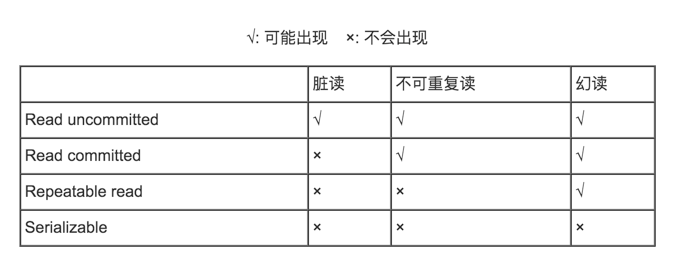 √: 可能出现 ×: 不会出现
脏读 不可重复读 幻读
Read uncommitted √ √ √
Read committed × √ √
Repeatable read × × √
Serializable × × ×